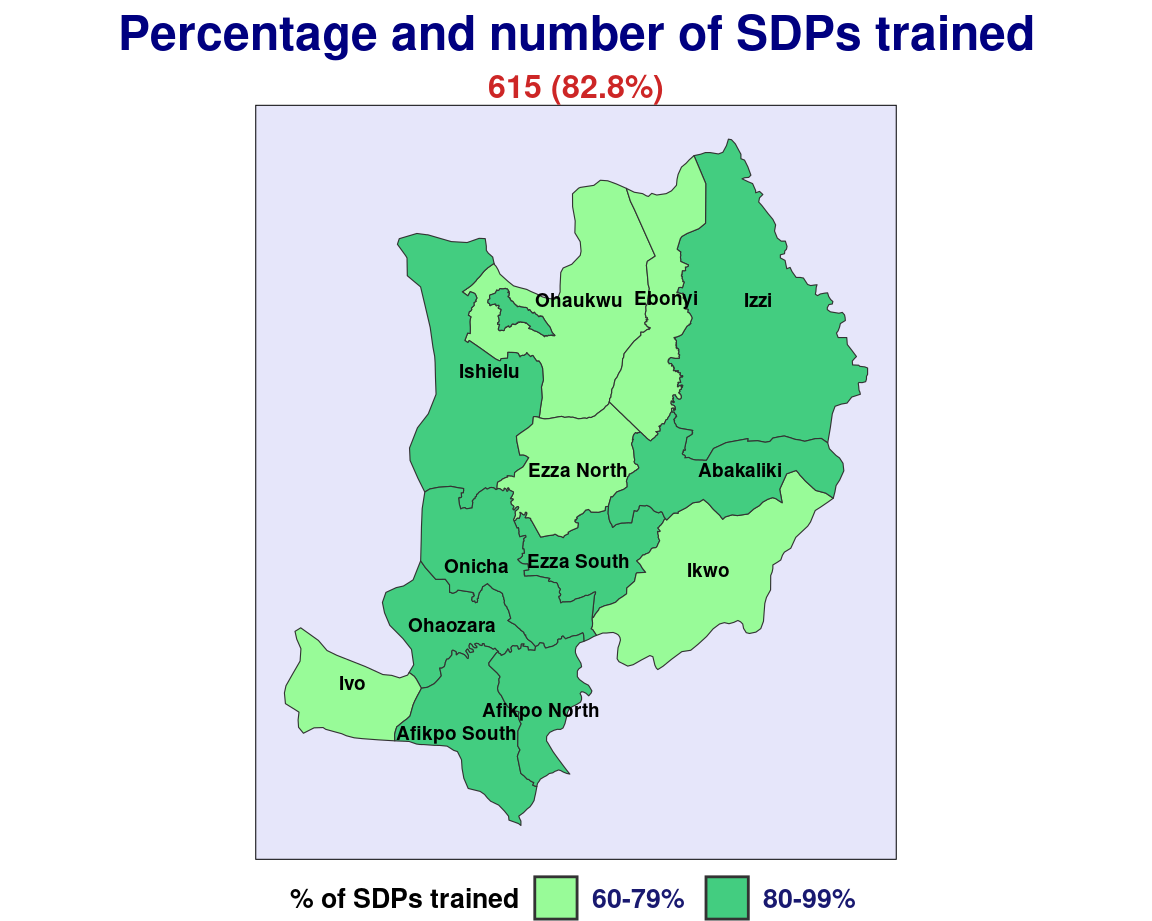 Percentage and number of SDPs trained
615 (82.8%)
Ohaukwu Ebonyi Izzi
Ishielu
Ezza North Abakaliki
Onicha Ezza South Ikwo
Ohaozara
Ivo
Afikpo North
Afikpo South
% of SDPs trained 60-79% 80-99%